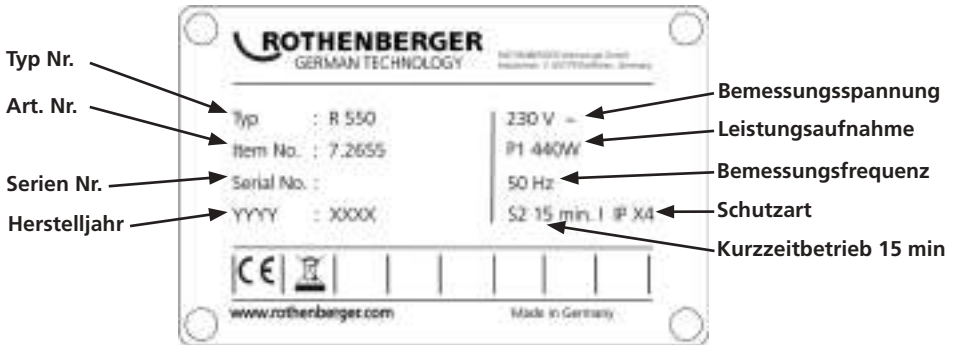 ROTHENBERGER
GERMAN TECHNOLOGY
Typ Nr.
Art. Nr.
Serien Nr.
Herstelljahr
Typ : R 550
Item No. : 7.2655
Serial No. :
YYYY : XXXX
230 V ~
P1 440W
50 Hz
S2 15 min. I IP X4
Bemessungsspannung
Leistungsaufnahme
Bemessungsfrequenz
Schutzart
Kurzzeitbetrieb 15 min
CE
www.rothenberger.com
Made in Germany